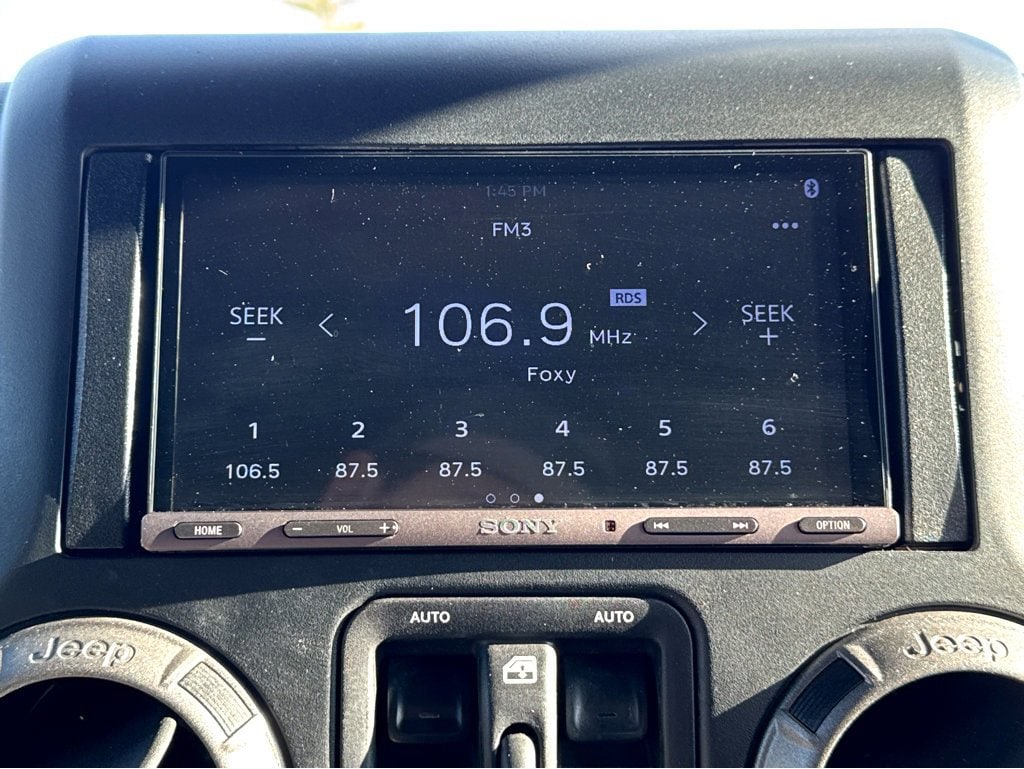 1:45 PM
FM3
•••
SEEK
−
<
106.9 MHz
RDS
>
SEEK
+
Foxy
1 2 3 4 5 6
106.5 87.5 87.5 87.5 87.5 87.5
HOME − VOL + SONY OPTION
AUTO AUTO
Jeep Jeep